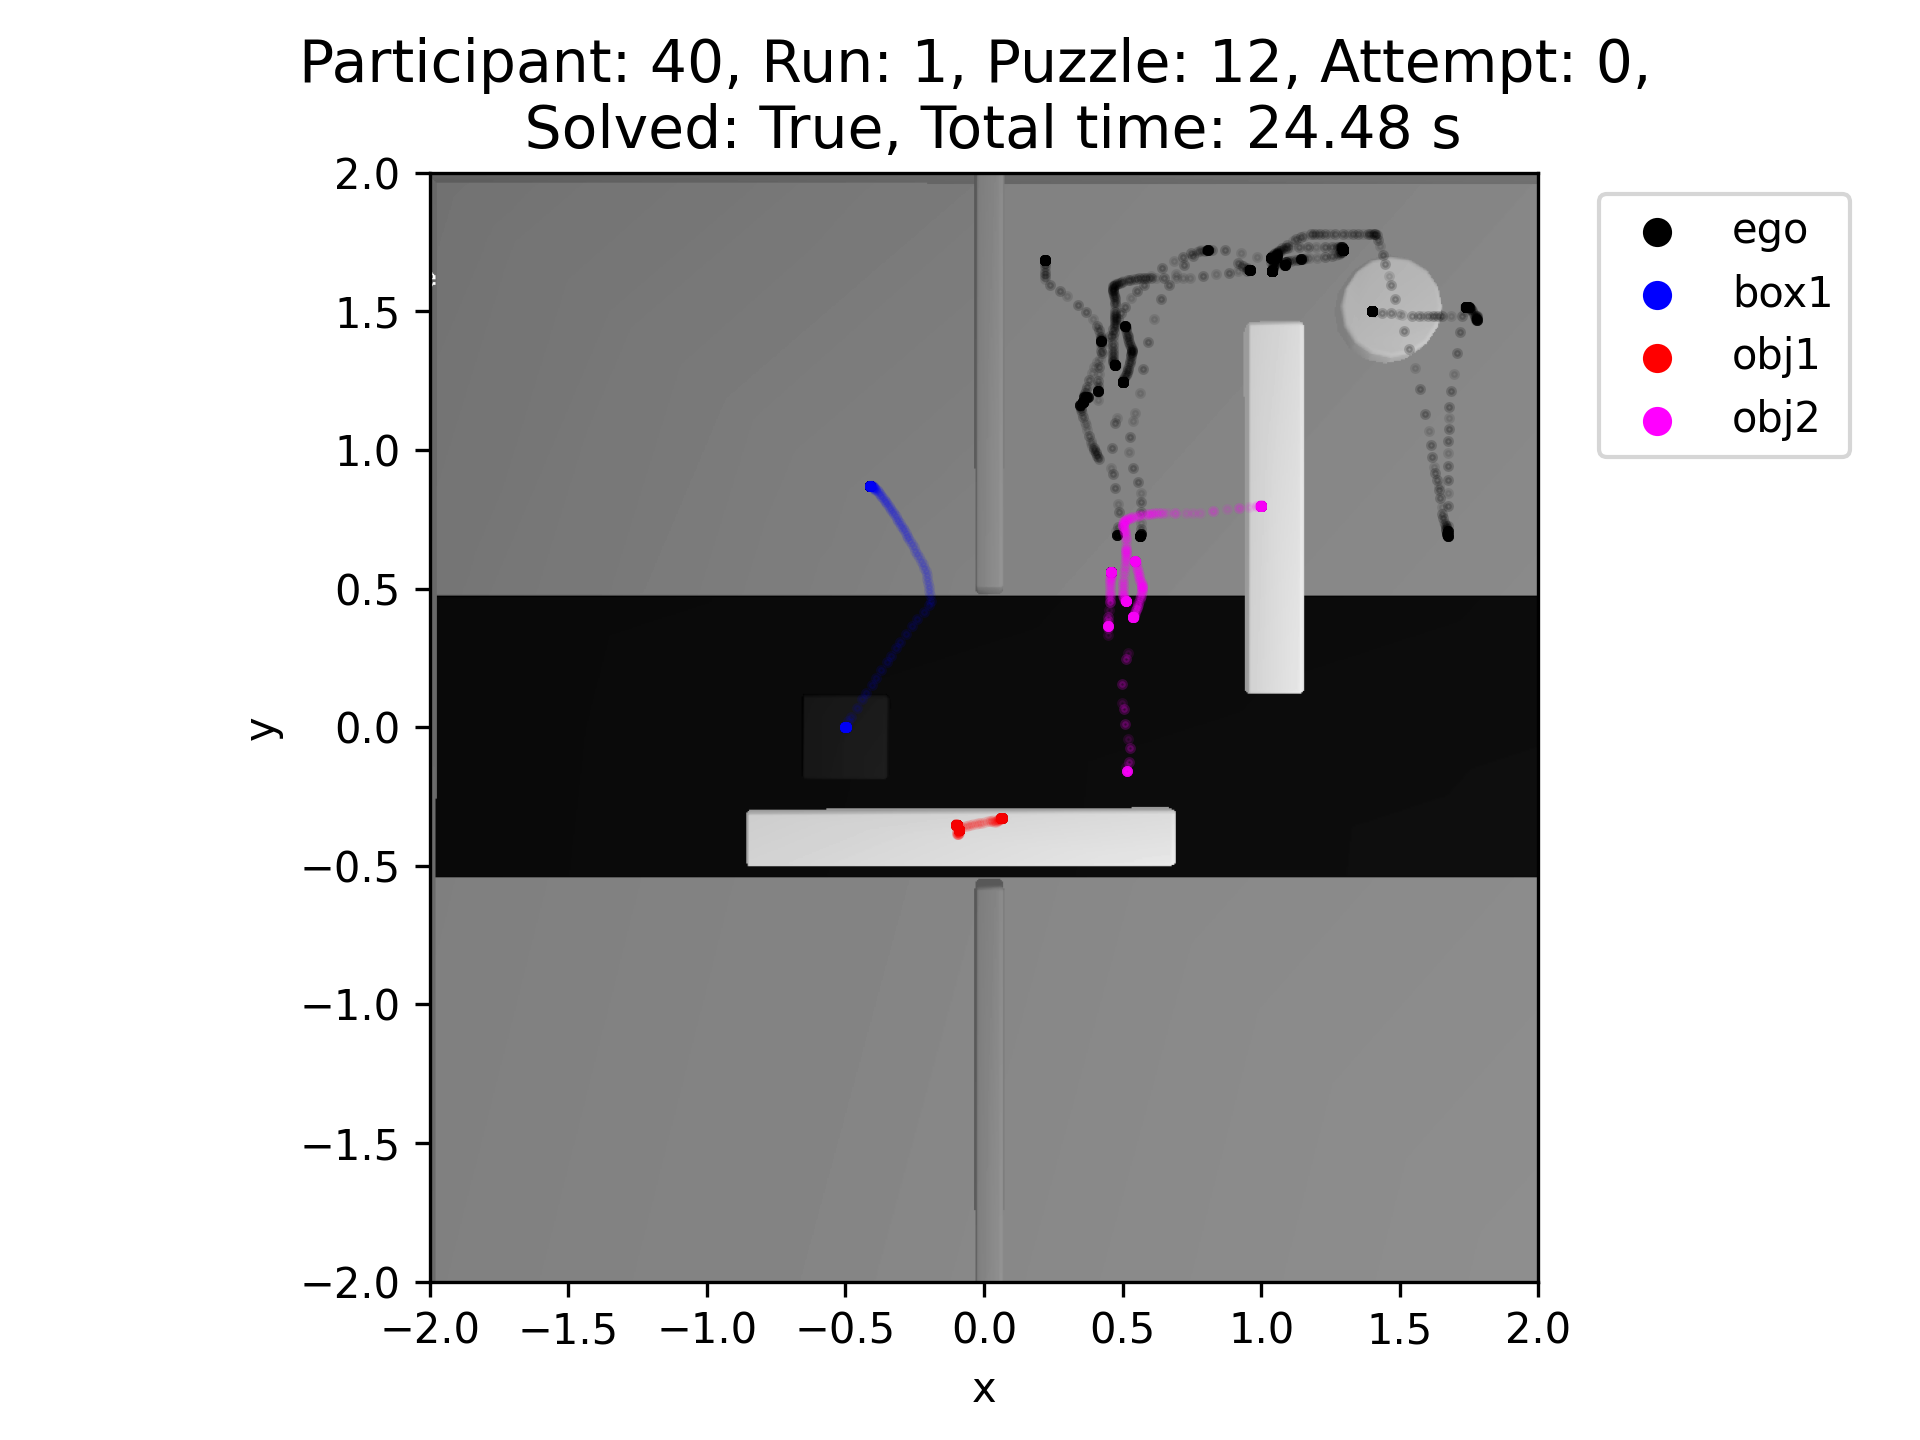 Participant: 40, Run: 1, Puzzle: 12, Attempt: 0,
Solved: True, Total time: 24.48 s
2.0
1.5
1.0
0.5
0.0
−0.5
−1.0
−1.5
−2.0
y
−2.0 −1.5 −1.0 −0.5 0.0 0.5 1.0 1.5 2.0
x
ego
box1
obj1
obj2